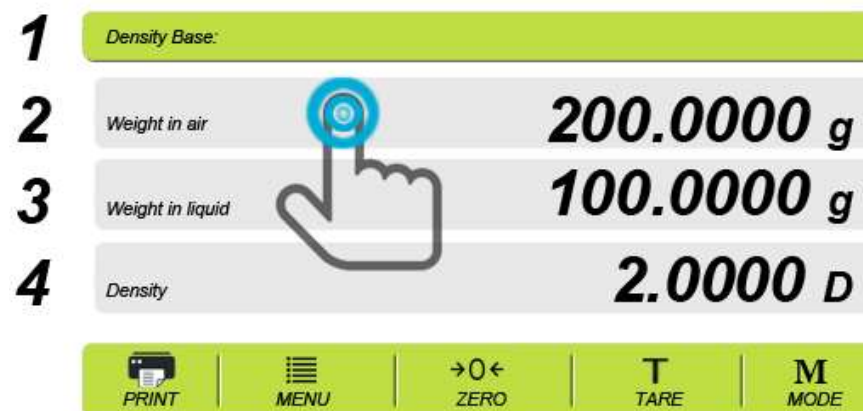 1 Density Base:
2 Weight in air 200.0000 g
3 Weight in liquid 100.0000 g
4 Density 2.0000 D
PRINT MENU →0← ZERO T TARE M MODE